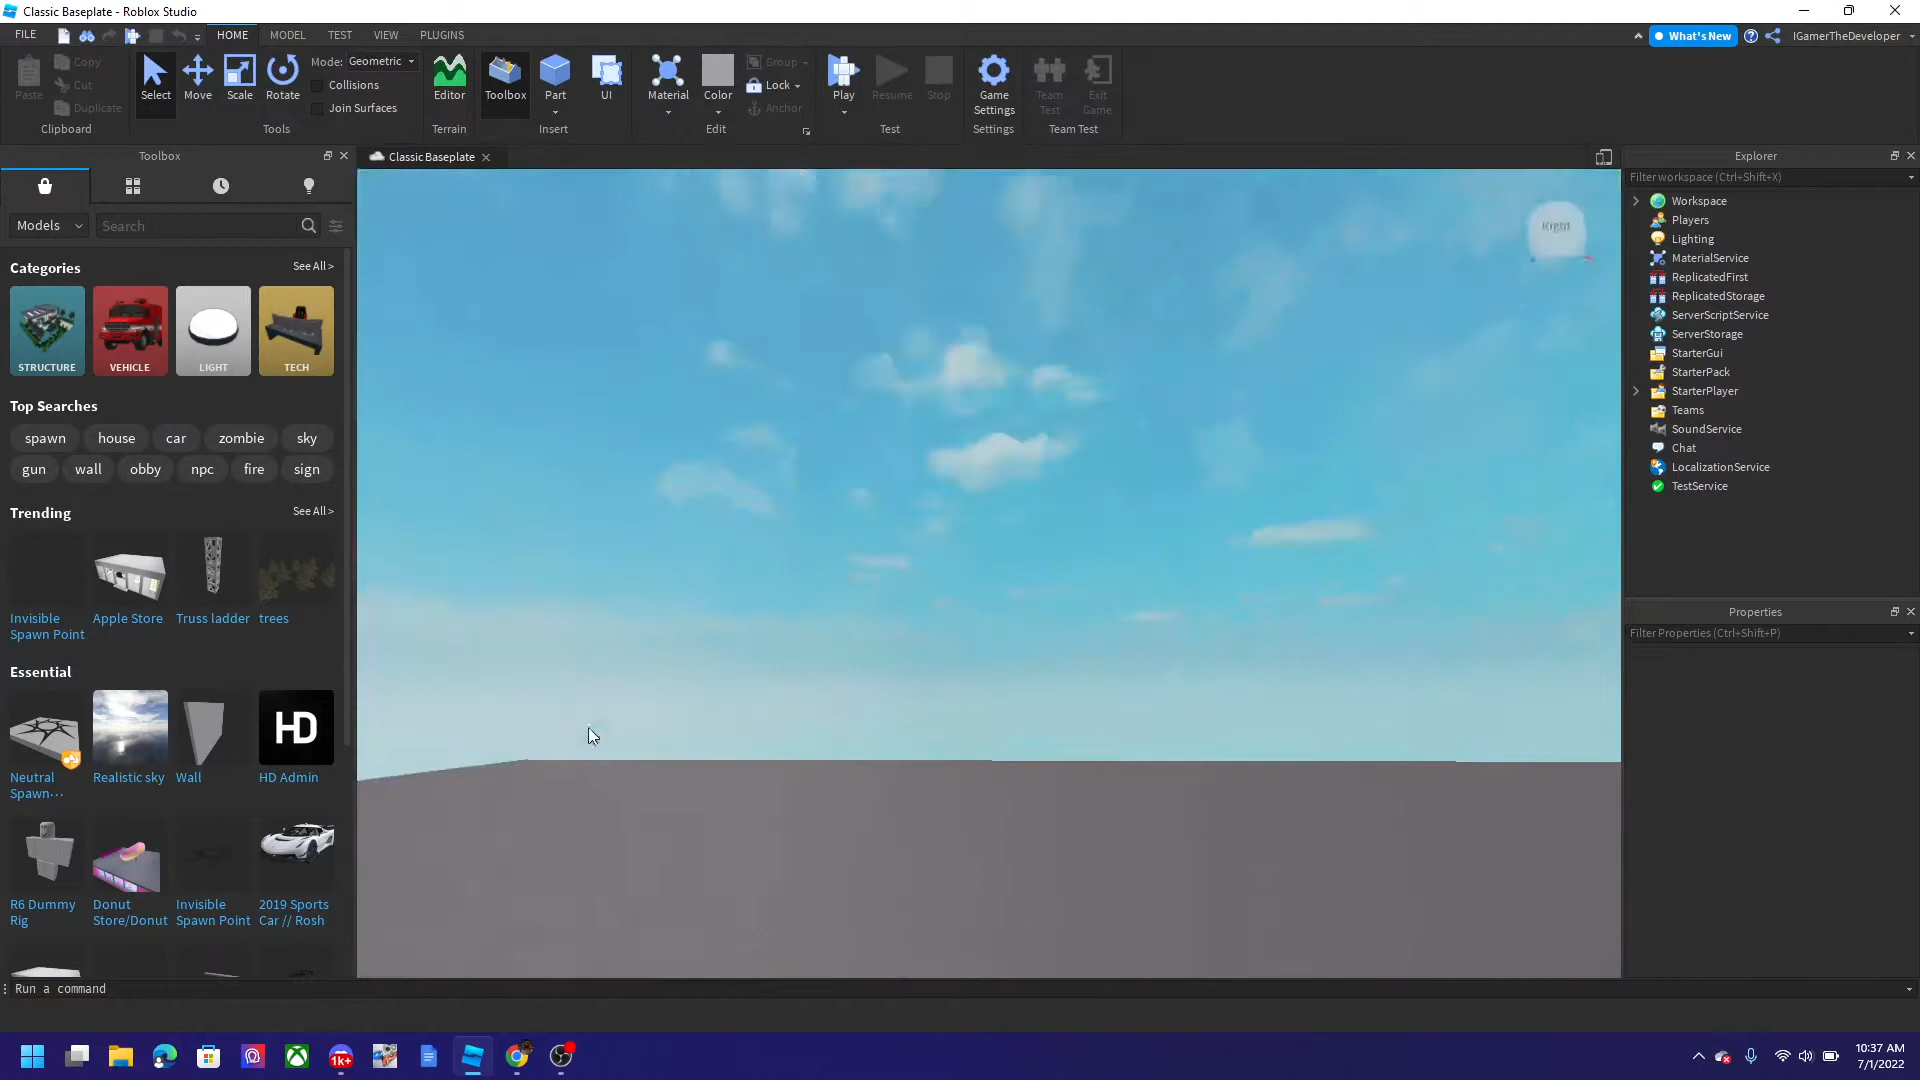 Classic Baseplate - Roblox Studio
FILE
HOME
MODEL
TEST
VIEW
PLUGINS
What's New
IGamerTheDeveloper
Paste
Copy
Cut
Duplicate
Clipboard
Select
Move
Scale
Rotate
Mode: Geometric
Collisions
Join Surfaces
Tools
Editor
Terrain
Toolbox
Part
UI
Insert
Material
Color
Group
Lock
Anchor
Edit
Play
Resume
Stop
Test
Game
Settings
Settings
Team
Test
Exit
Game
Team Test
Toolbox
Models
Search
Categories
See All >
STRUCTURE
VEHICLE
LIGHT
TECH
Top Searches
spawn
house
car
zombie
sky
gun
wall
obby
npc
fire
sign
Trending
See All >
Invisible
Spawn Point
Apple Store
Truss ladder
trees
Essential
HD
Neutral
Spawn...
Realistic sky
Wall
HD Admin
R6 Dummy
Rig
Donut
Store/Donut
Invisible
Spawn Point
2019 Sports
Car // Rosh
Classic Baseplate
Right
Explorer
Filter workspace (Ctrl+Shift+X)
Workspace
Players
Lighting
MaterialService
ReplicatedFirst
ReplicatedStorage
ServerScriptService
ServerStorage
StarterGui
StarterPack
StarterPlayer
Teams
SoundService
Chat
LocalizationService
TestService
Properties
Filter Properties (Ctrl+Shift+P)
Run a command
1k+
10:37 AM
7/1/2022